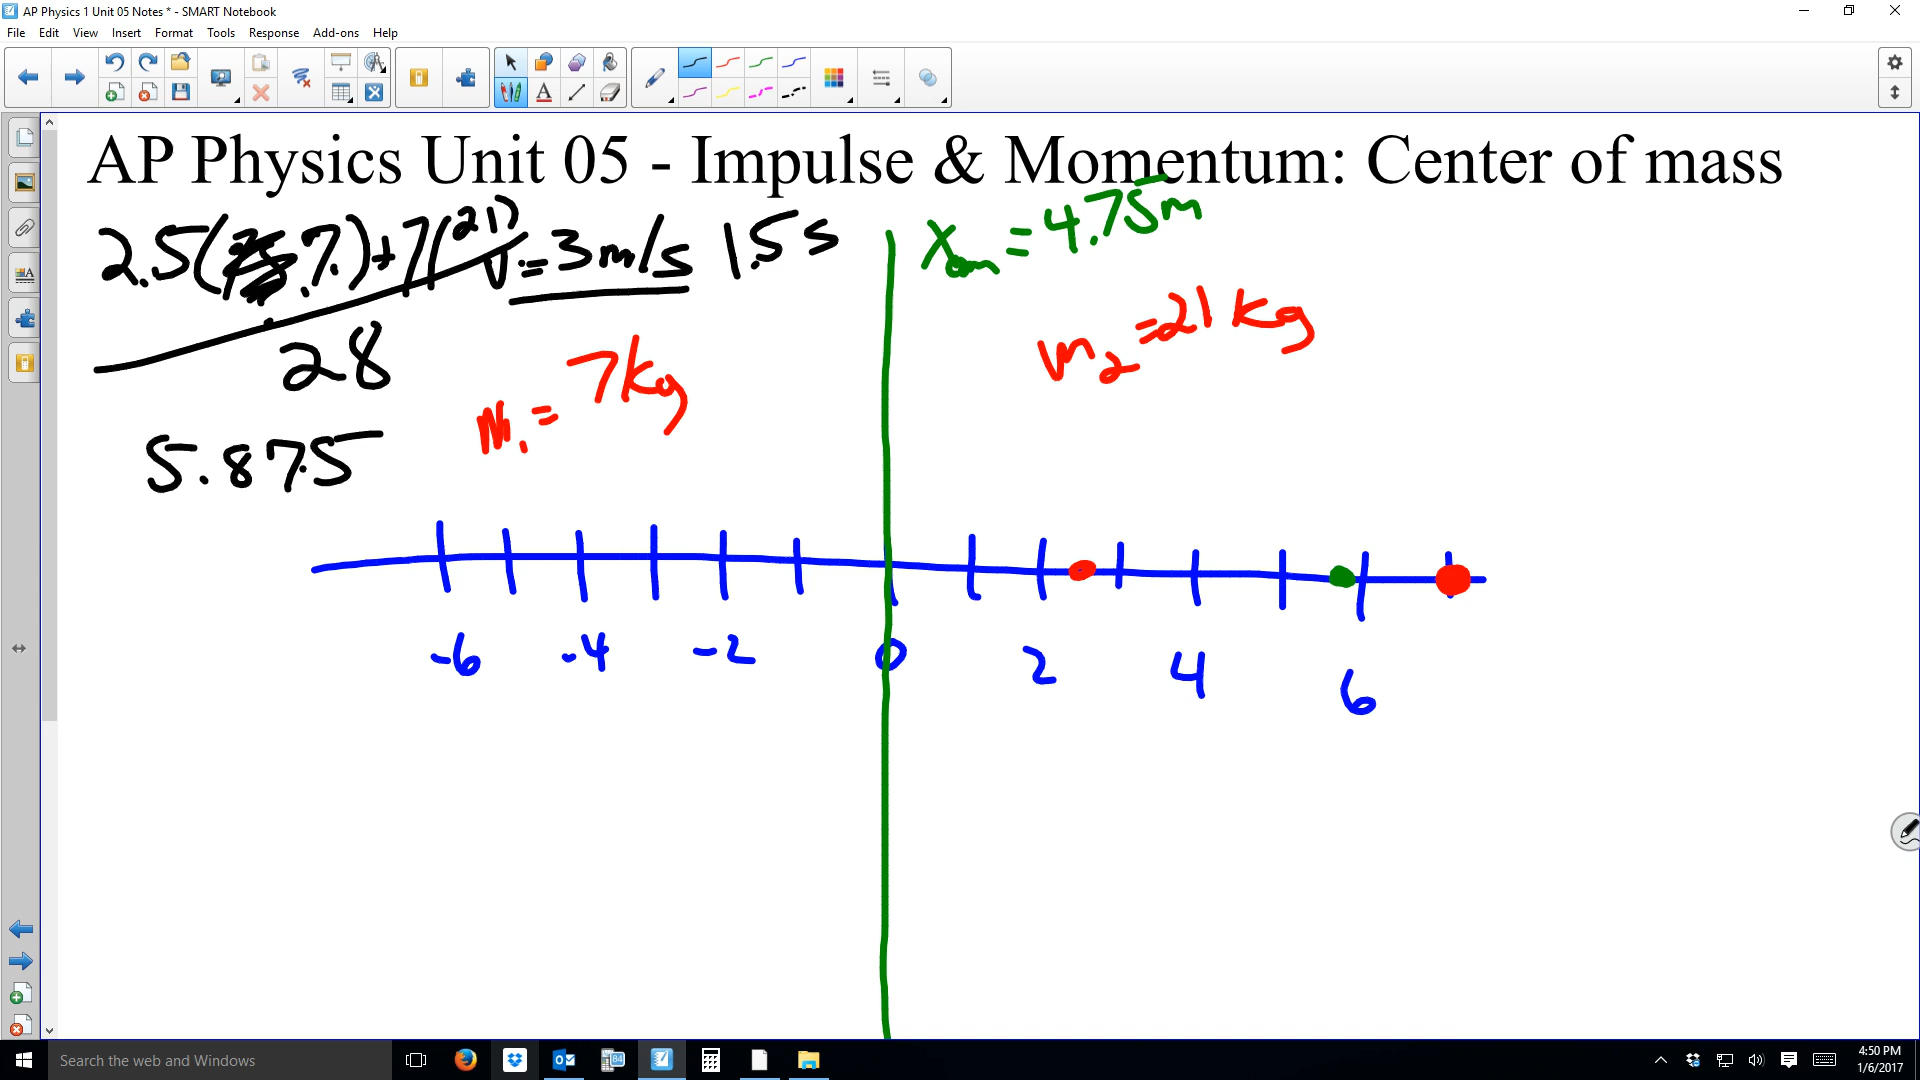 AP Physics 1 Unit 05 Notes * - SMART Notebook
File Edit View Insert Format Tools Response Add-ons Help
AP Physics Unit 05 - Impulse & Momentum: Center of mass
2.5( 7.)+7(21)
28
v.=3m/s 1.5s
5.875
m₁= 7kg
Xcm=4.75m
m₂=21kg
-6 -4 -2 0 2 4 6
84
Search the web and Windows
4:50 PM
1/6/2017